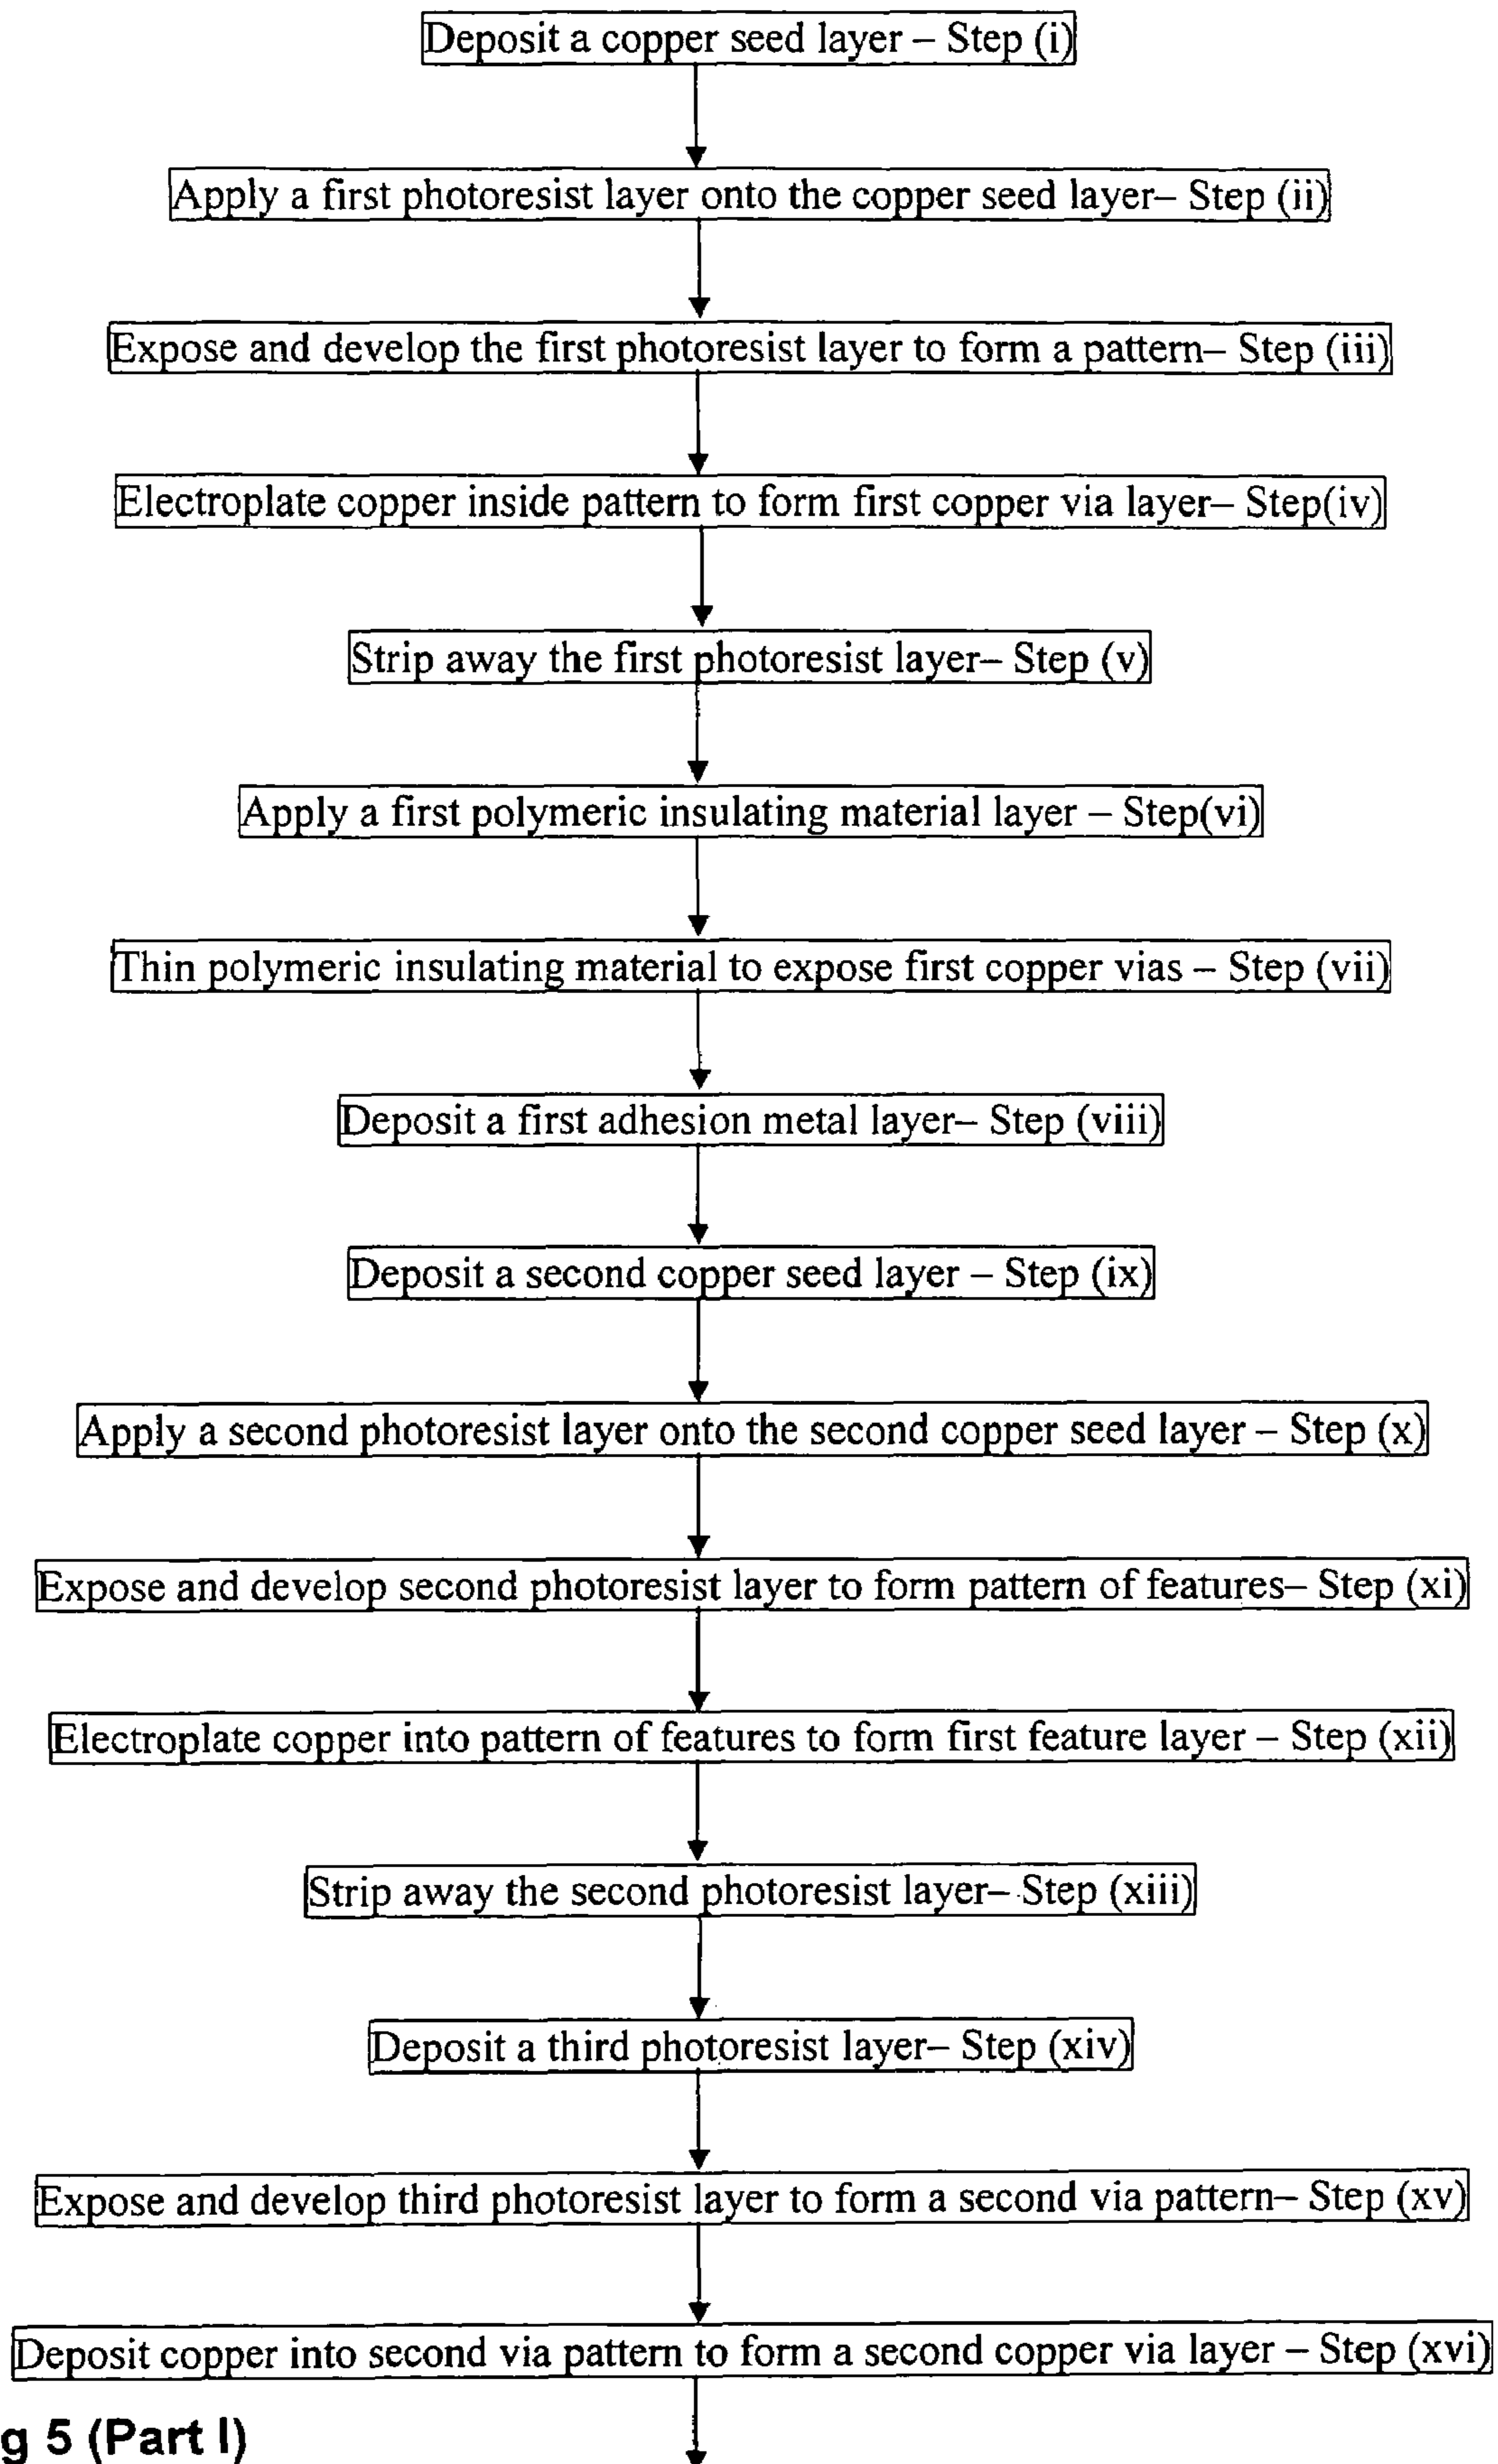 Deposit a copper seed layer – Step (i)
Apply a first photoresist layer onto the copper seed layer– Step (ii)
Expose and develop the first photoresist layer to form a pattern– Step (iii)
Electroplate copper inside pattern to form first copper via layer– Step(iv)
Strip away the first photoresist layer– Step (v)
Apply a first polymeric insulating material layer – Step(vi)
Thin polymeric insulating material to expose first copper vias – Step (vii)
Deposit a first adhesion metal layer– Step (viii)
Deposit a second copper seed layer – Step (ix)
Apply a second photoresist layer onto the second copper seed layer – Step (x)
Expose and develop second photoresist layer to form pattern of features– Step (xi)
Electroplate copper into pattern of features to form first feature layer – Step (xii)
Strip away the second photoresist layer– Step (xiii)
Deposit a third photoresist layer– Step (xiv)
Expose and develop third photoresist layer to form a second via pattern– Step (xv)
Deposit copper into second via pattern to form a second copper via layer – Step (xvi)
g 5 (Part I)